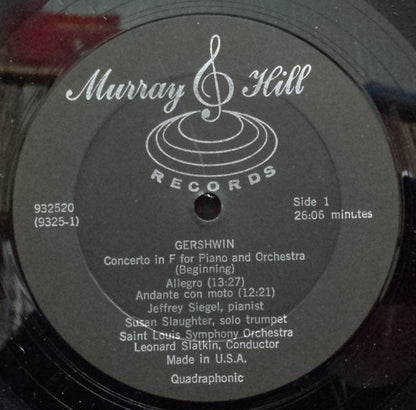 Murray Hill
RECORDS
932520
(9325-1)
Side 1
26:06 minutes
GERSHWIN
Concerto in F for Piano and Orchestra
(Beginning)
Allegro (13:27)
Andante con moto (12:21)
Jeffrey Siegel, pianist
Susan Slaughter, solo trumpet
Saint Louis Symphony Orchestra
Leonard Slatkin, Conductor
Made in U.S.A.
Quadraphonic